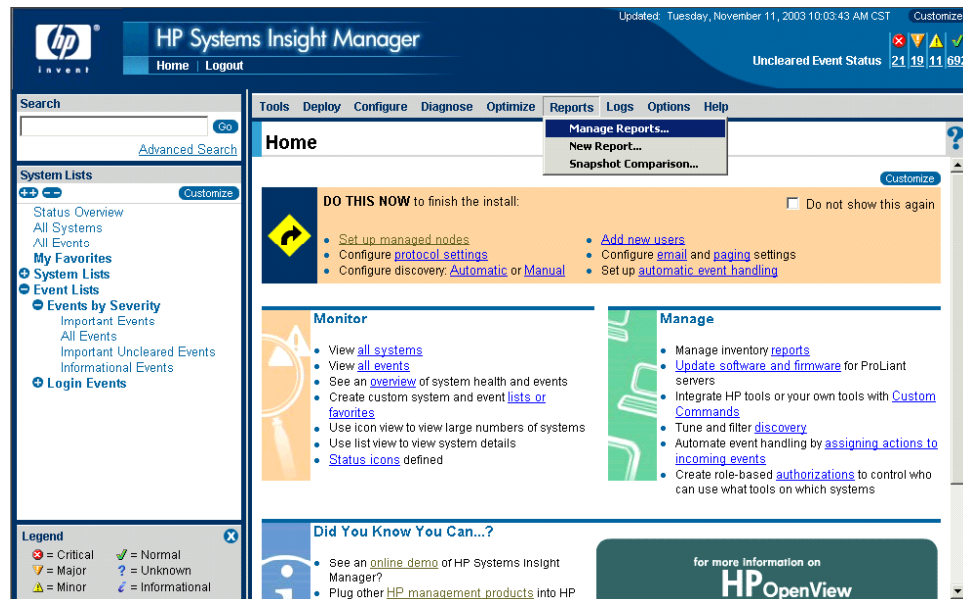 Updated: Tuesday, November 11, 2003 10:03:43 AM CST
Customize
hp
®
invent
HP Systems Insight Manager
Home | Logout
Uncleared Event Status 21 19 11 692
Search
Go
Advanced Search
Tools Deploy Configure Diagnose Optimize Reports Logs Options Help
Manage Reports...
New Report...
Snapshot Comparison...
Home
?
Customize
System Lists
Customize
Status Overview
All Systems
All Events
My Favorites
System Lists
Event Lists
Events by Severity
Important Events
All Events
Important Uncleared Events
Informational Events
Login Events
Legend
= Critical
= Normal
= Major
? = Unknown
= Minor
i = Informational
DO THIS NOW to finish the install:
Do not show this again
• Set up managed nodes
• Configure protocol settings
• Configure discovery: Automatic or Manual
• Add new users
• Configure email and paging settings
• Set up automatic event handling
Monitor
• View all systems
• View all events
• See an overview of system health and events
• Create custom system and event lists or
favorites
• Use icon view to view large numbers of systems
• Use list view to view system details
• Status icons defined
Manage
• Manage inventory reports
• Update software and firmware for ProLiant
servers
• Integrate HP tools or your own tools with Custom
Commands
• Tune and filter discovery
• Automate event handling by assigning actions to
incoming events
• Create role-based authorizations to control who
can use what tools on which systems
Did You Know You Can...?
• See an online demo of HP Systems Insight
Manager?
• Plug other HP management products into HP
for more information on
HP OpenView